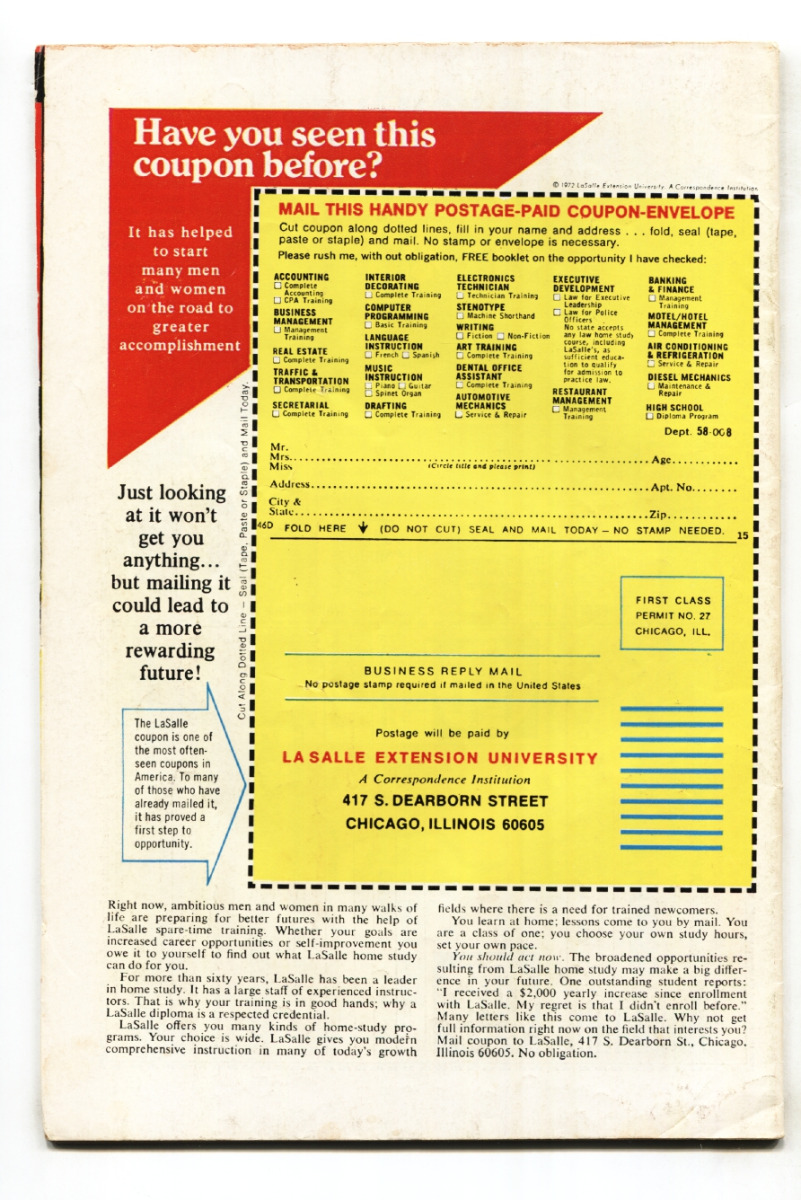 Have you seen this
coupon before?
It has helped
to start
many men
and women
on the road to
greater
accomplishment
© 1972 LaSalle Extension University. A Correspondence Institution
MAIL THIS HANDY POSTAGE-PAID COUPON-ENVELOPE
Cut coupon along dotted lines, fill in your name and address . . . fold, seal (tape,
paste or staple) and mail. No stamp or envelope is necessary.
Please rush me, with out obligation, FREE booklet on the opportunity I have checked:
ACCOUNTING
☐ Complete
Accounting
☐ CPA Training
BUSINESS
MANAGEMENT
☐ Management
Training
REAL ESTATE
☐ Complete Training
TRAFFIC &
TRANSPORTATION
☐ Complete Training
SECRETARIAL
☐ Complete Training
INTERIOR
DECORATING
☐ Complete Training
COMPUTER
PROGRAMMING
☐ Basic Training
LANGUAGE
INSTRUCTION
☐ French ☐ Spanish
MUSIC
INSTRUCTION
☐ Piano ☐ Guitar
☐ Spinet Organ
DRAFTING
☐ Complete Training
ELECTRONICS
TECHNICIAN
☐ Technician Training
STENOTYPE
☐ Machine Shorthand
WRITING
☐ Fiction ☐ Non-Fiction
ART TRAINING
☐ Complete Training
DENTAL OFFICE
ASSISTANT
☐ Complete Training
AUTOMOTIVE
MECHANICS
☐ Service & Repair
EXECUTIVE
DEVELOPMENT
☐ Law for Executive
Leadership
☐ Law for Police
Officers
No state accepts
any law home study
course, including
LaSalle's, as
sufficient educa-
tion to qualify
for admission to
practice law.
RESTAURANT
MANAGEMENT
☐ Management
Training
BANKING
& FINANCE
☐ Management
Training
MOTEL/HOTEL
MANAGEMENT
☐ Complete Training
AIR CONDITIONING
& REFRIGERATION
☐ Service & Repair
DIESEL MECHANICS
☐ Maintenance &
Repair
HIGH SCHOOL
☐ Diploma Program
Dept. 58-008
Mr.
Mrs.
Miss
(Circle title and please print)
Age
Address
Apt. No.
City &
State
Zip
46D FOLD HERE ↓ (DO NOT CUT) SEAL AND MAIL TODAY — NO STAMP NEEDED. 15
Cut Along Dotted Line — Seal (Tape, Paste or Staple) and Mail Today.
Just looking
at it won't
get you
anything...
but mailing it
could lead to
a more
rewarding
future!
The LaSalle
coupon is one of
the most often-
seen coupons in
America. To many
of those who have
already mailed it,
it has proved a
first step to
opportunity.
FIRST CLASS
PERMIT NO. 27
CHICAGO, ILL.
BUSINESS REPLY MAIL
No postage stamp required if mailed in the United States
Postage will be paid by
LA SALLE EXTENSION UNIVERSITY
A Correspondence Institution
417 S. DEARBORN STREET
CHICAGO, ILLINOIS 60605
Right now, ambitious men and women in many walks of
life are preparing for better futures with the help of
LaSalle spare-time training. Whether your goals are
increased career opportunities or self-improvement you
owe it to yourself to find out what LaSalle home study
can do for you.
For more than sixty years, LaSalle has been a leader
in home study. It has a large staff of experienced instruc-
tors. That is why your training is in good hands; why a
LaSalle diploma is a respected credential.
LaSalle offers you many kinds of home-study pro-
grams. Your choice is wide. LaSalle gives you modern
comprehensive instruction in many of today's growth
fields where there is a need for trained newcomers.
You learn at home; lessons come to you by mail. You
are a class of one; you choose your own study hours,
set your own pace.
You should act now. The broadened opportunities re-
sulting from LaSalle home study may make a big differ-
ence in your future. One outstanding student reports:
"I received a $2,000 yearly increase since enrollment
with LaSalle. My regret is that I didn't enroll before."
Many letters like this come to LaSalle. Why not get
full information right now on the field that interests you?
Mail coupon to LaSalle, 417 S. Dearborn St., Chicago,
Illinois 60605. No obligation.